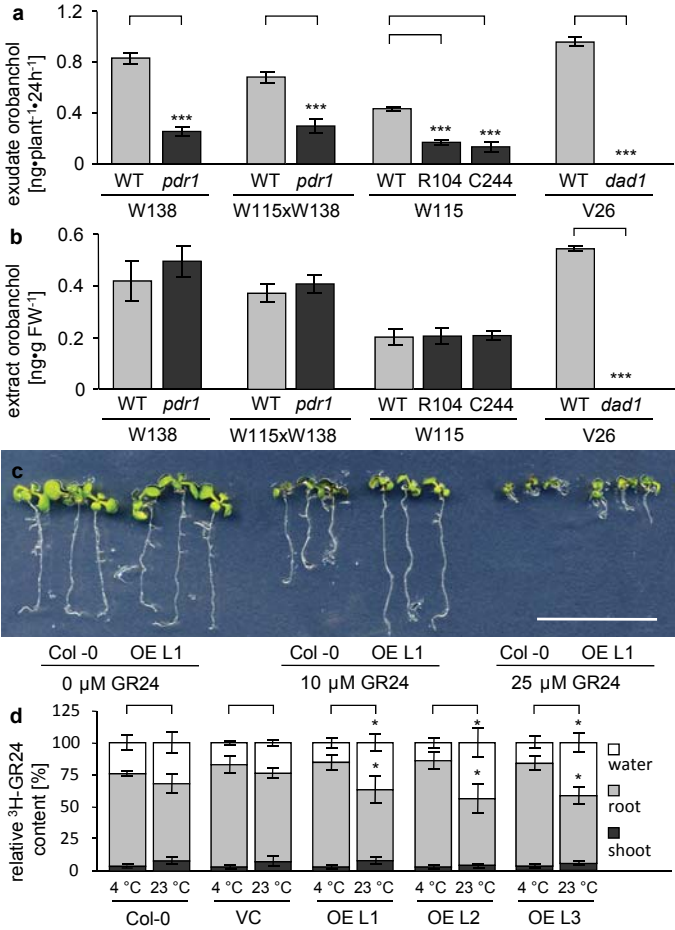 a
exudate orobanchol
[ng•plant⁻¹•24h⁻¹]
1.2
0.8
0.4
0
***
***
***
***
***
WT pdr1 WT pdr1 WT R104 C244 WT dad1
W138 W115xW138 W115 V26
b
extract orobanchol
[ng•g FW⁻¹]
0.6
0.4
0.2
0
***
WT pdr1 WT pdr1 WT R104 C244 WT dad1
W138 W115xW138 W115 V26
c
Col -0 OE L1 Col -0 OE L1 Col -0 OE L1
0 µM GR24 10 µM GR24 25 µM GR24
d
relative ³H-GR24
content [%]
125
100
75
50
25
0
* * *
* * *
water
root
shoot
4 °C 23 °C 4 °C 23 °C 4 °C 23 °C 4 °C 23 °C 4 °C 23 °C
Col-0 VC OE L1 OE L2 OE L3